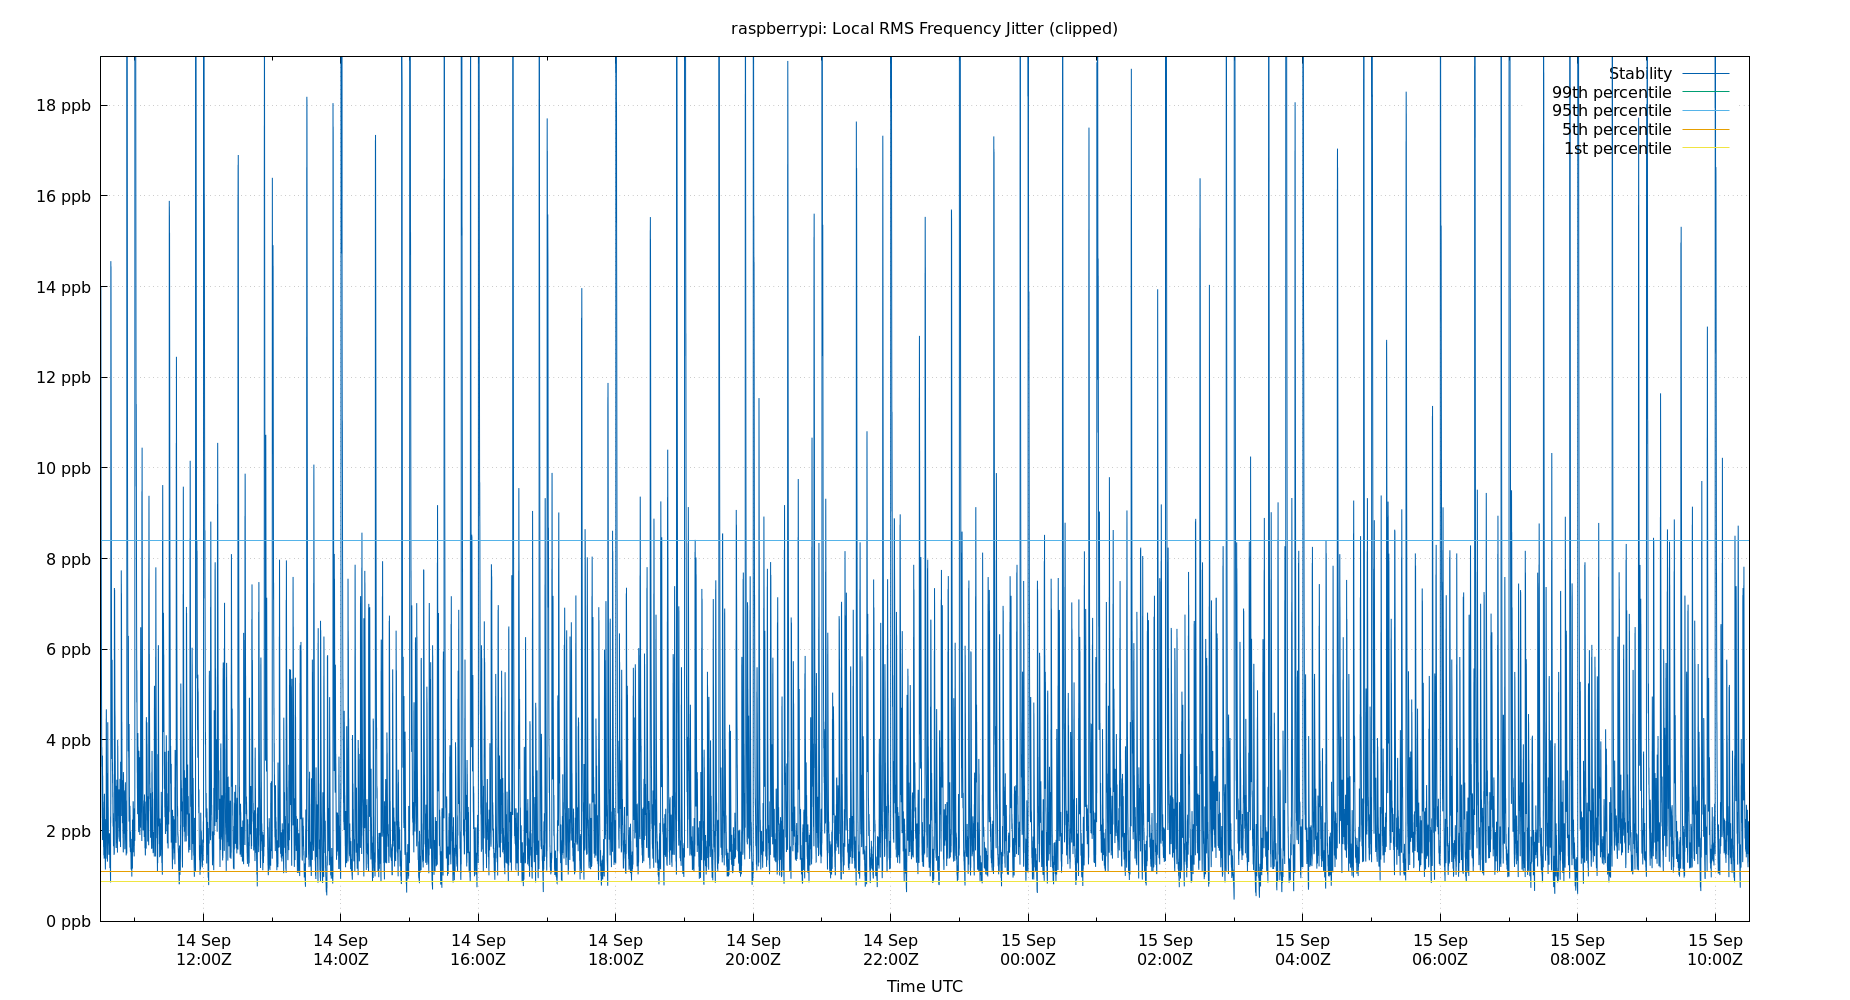 raspberrypi: Local RMS Frequency Jitter (clipped)
Stability
99th percentile
95th percentile
5th percentile
1st percentile
18 ppb
16 ppb
14 ppb
12 ppb
10 ppb
8 ppb
6 ppb
4 ppb
2 ppb
0 ppb
14 Sep 14 Sep 14 Sep 14 Sep 14 Sep 14 Sep 15 Sep 15 Sep 15 Sep 15 Sep 15 Sep 15 Sep
12:00Z 14:00Z 16:00Z 18:00Z 20:00Z 22:00Z 00:00Z 02:00Z 04:00Z 06:00Z 08:00Z 10:00Z
Time UTC